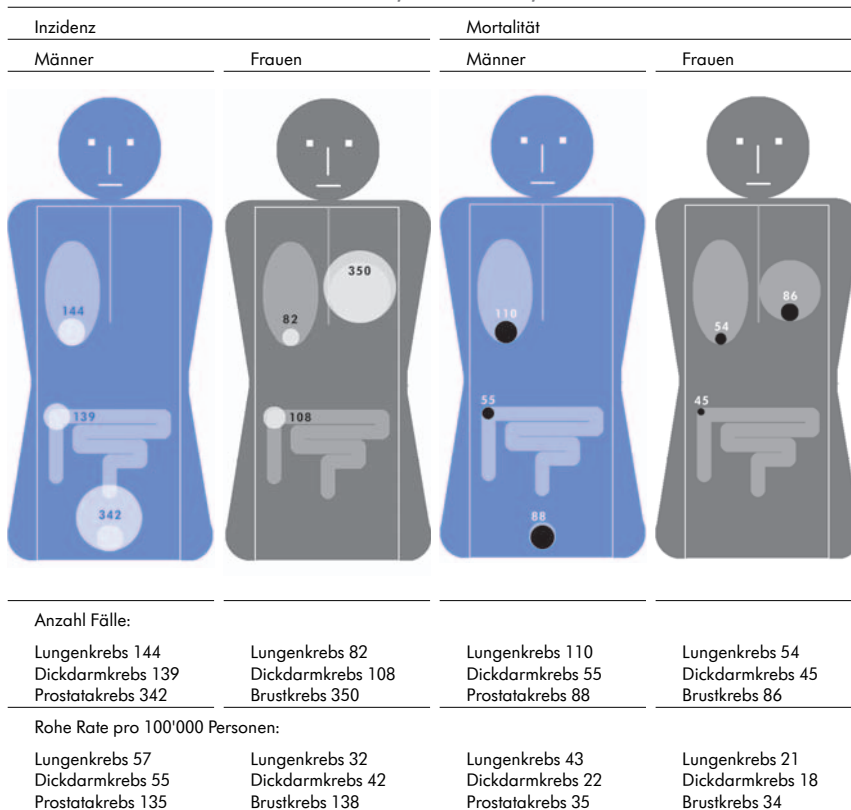 Inzidenz
Mortalität
Männer
Frauen
Männer
Frauen
144
139
342
350
82
108
110
55
88
86
54
45
Anzahl Fälle:
Lungenkrebs 144
Dickdarmkrebs 139
Prostatakrebs 342
Lungenkrebs 82
Dickdarmkrebs 108
Brustkrebs 350
Lungenkrebs 110
Dickdarmkrebs 55
Prostatakrebs 88
Lungenkrebs 54
Dickdarmkrebs 45
Brustkrebs 86
Rohe Rate pro 100'000 Personen:
Lungenkrebs 57
Dickdarmkrebs 55
Prostatakrebs 135
Lungenkrebs 32
Dickdarmkrebs 42
Brustkrebs 138
Lungenkrebs 43
Dickdarmkrebs 22
Prostatakrebs 35
Lungenkrebs 21
Dickdarmkrebs 18
Brustkrebs 34